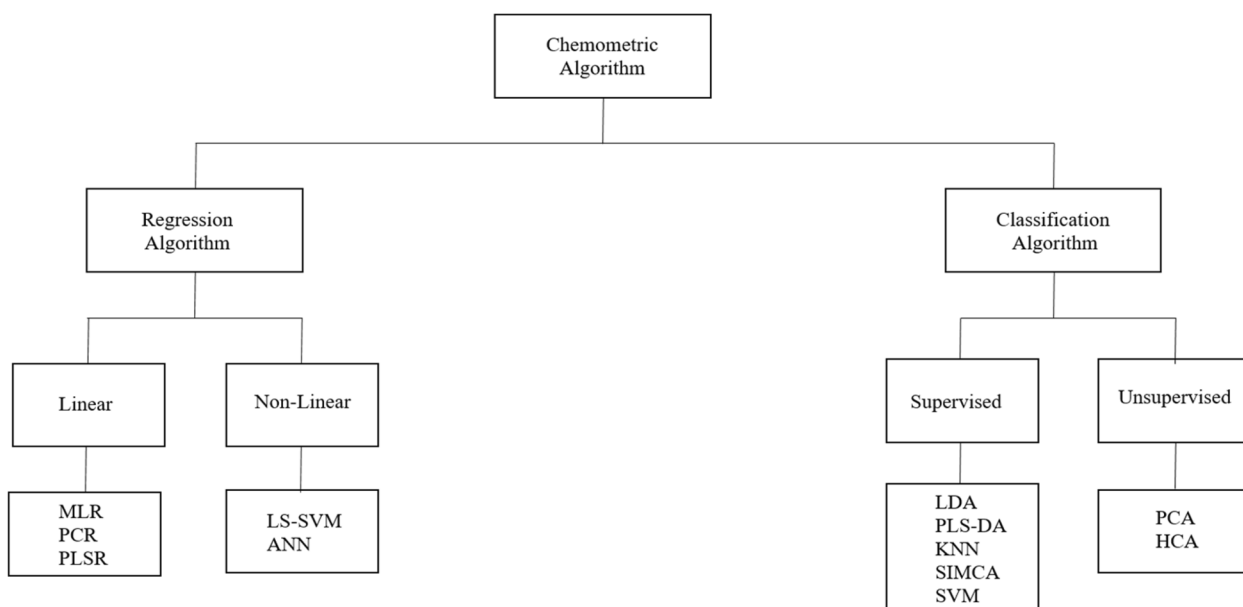 Chemometric
Algorithm
Regression
Algorithm
Classification
Algorithm
Linear
Non-Linear
Supervised
Unsupervised
MLR
PCR
PLSR
LS-SVM
ANN
LDA
PLS-DA
KNN
SIMCA
SVM
PCA
HCA